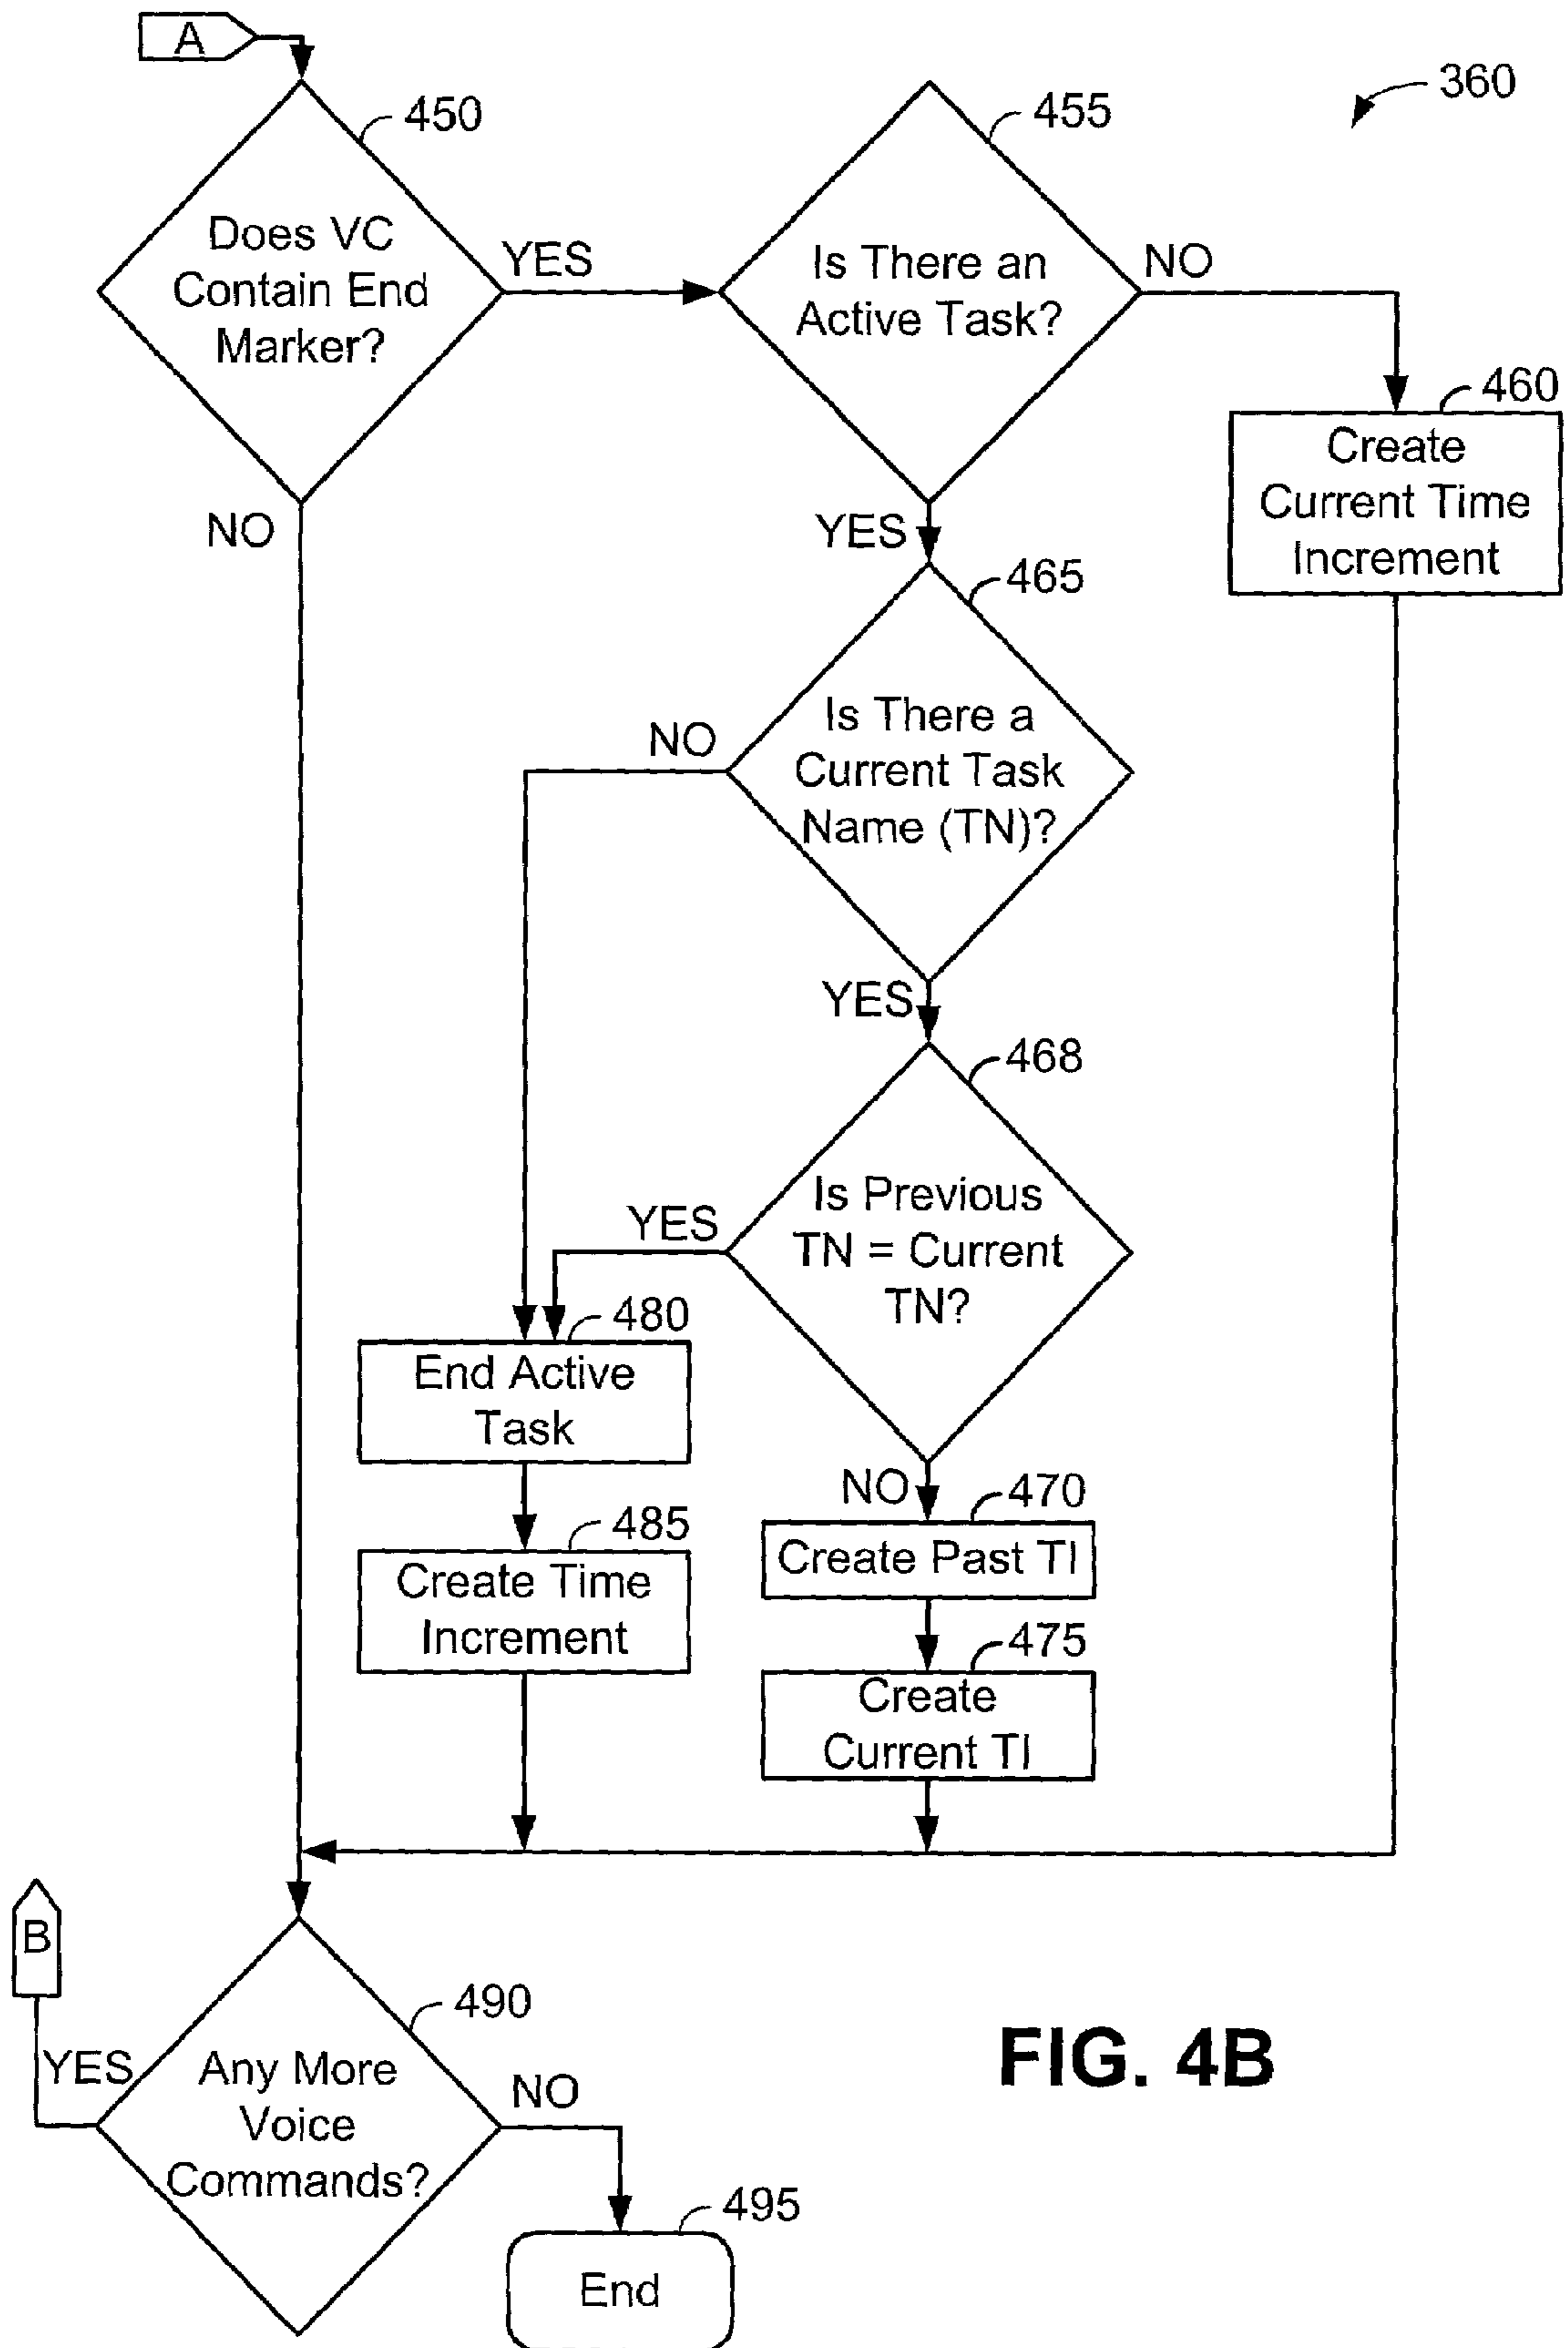 A
360
450
Does VC
Contain End
Marker?
YES
NO
455
Is There an
Active Task?
NO
YES
460
Create
Current Time
Increment
465
Is There a
Current Task
Name (TN)?
NO
YES
468
Is Previous
TN = Current
TN?
YES
NO
480
End Active
Task
485
Create Time
Increment
470
Create Past TI
475
Create
Current TI
B
490
Any More
Voice
Commands?
YES
NO
495
End
FIG. 4B